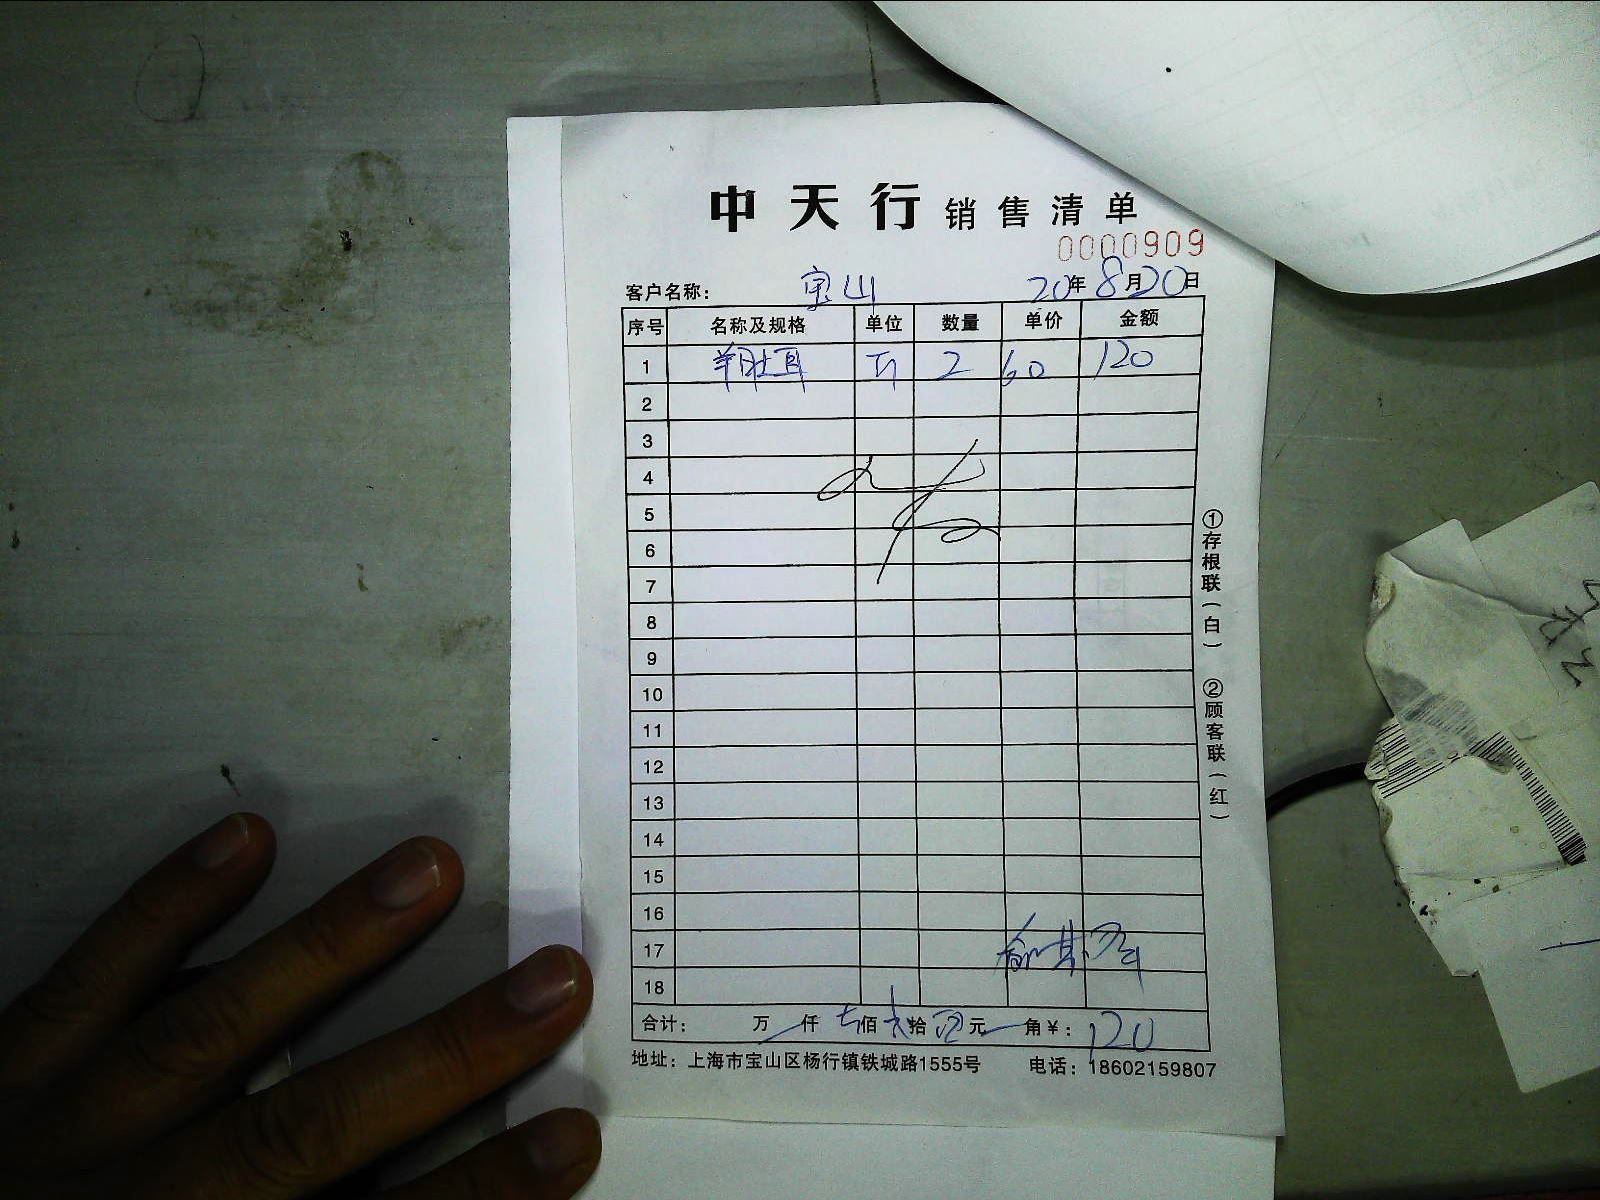 中天行 销售清单
0000909
客户名称： 宝山 20年8月20日
序号 名称及规格 单位 数量 单价 金额
1 羊肚耳 斤 2 60 120
2
3
4
5
6
7
8
9
10
11
12
13
14
15
16
17
18
合计： 万 仟 佰 拾 元 角 ¥：120
地址：上海市宝山区杨行镇铁城路1555号 电话：18602159807
①存根联（白） ②顾客联（红）